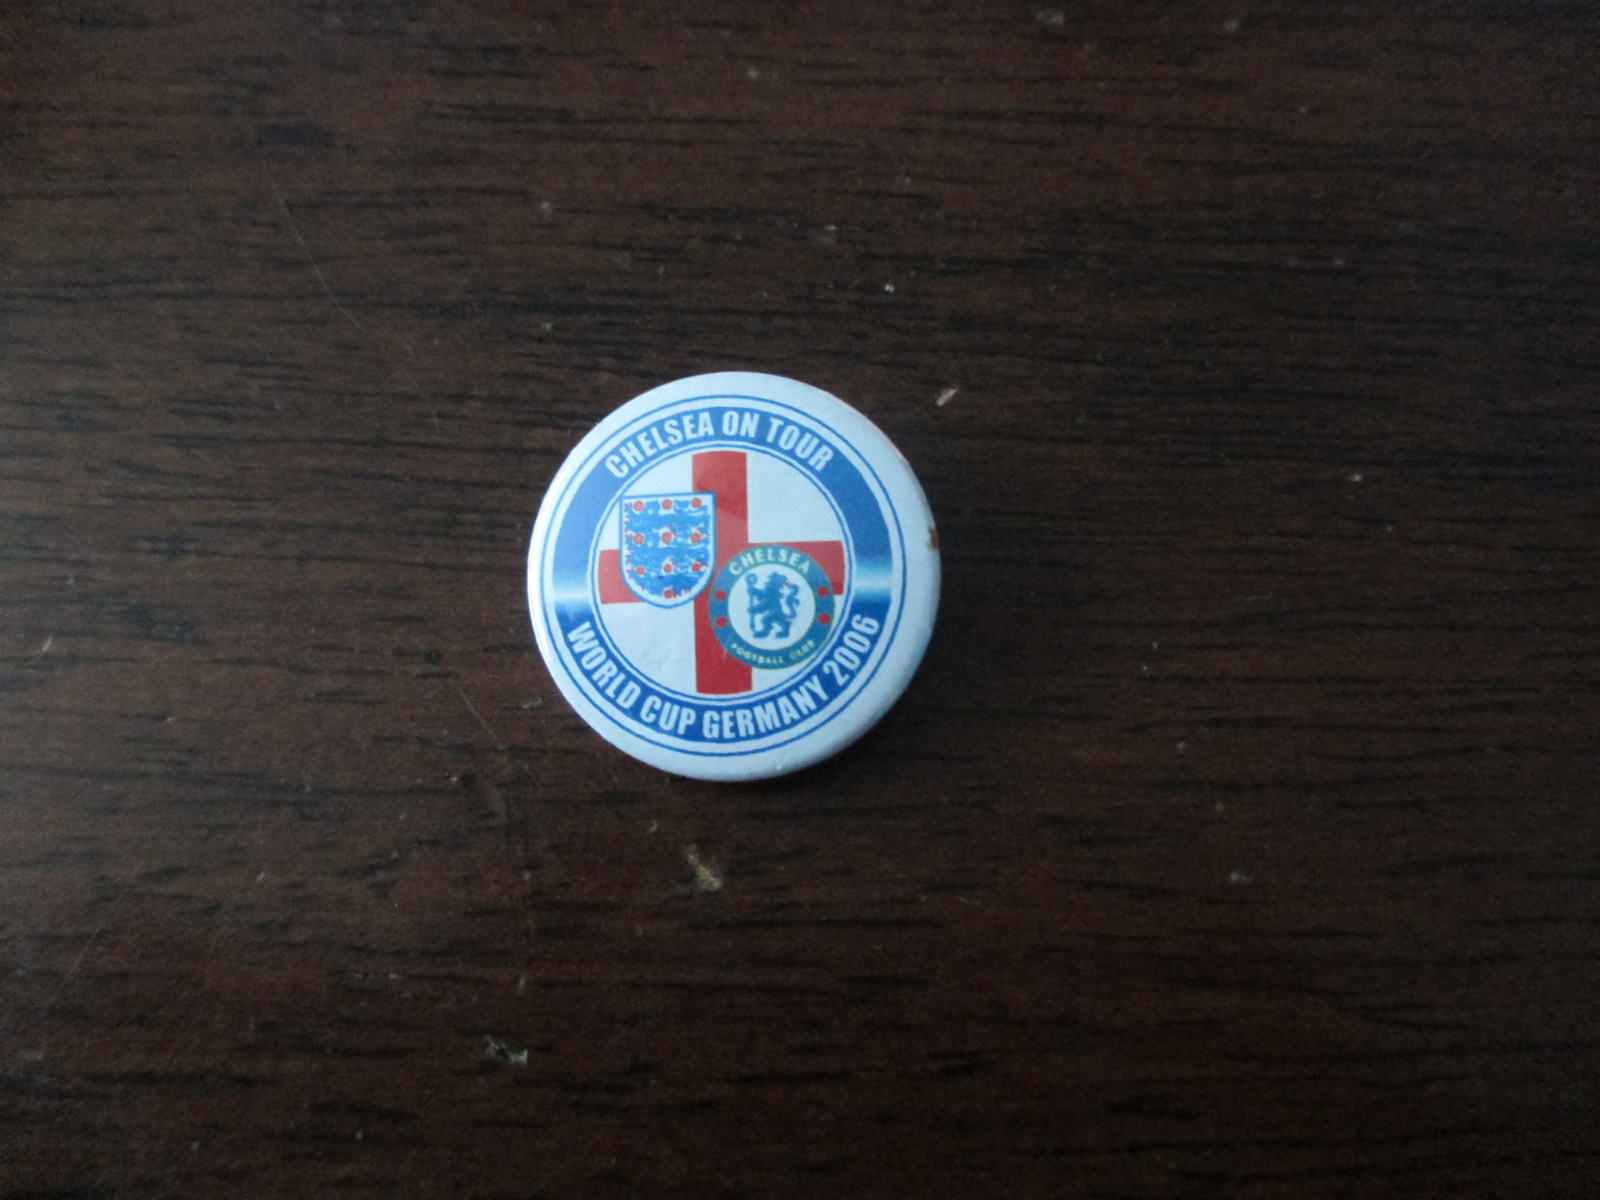 CHELSEA ON TOUR
CHELSEA
FOOTBALL CLUB
WORLD CUP GERMANY 2006